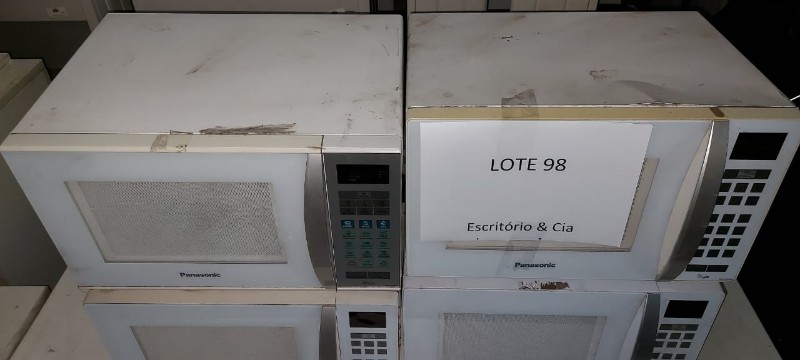 LOTE 98
Escritório & Cia
Panasonic
Panasonic